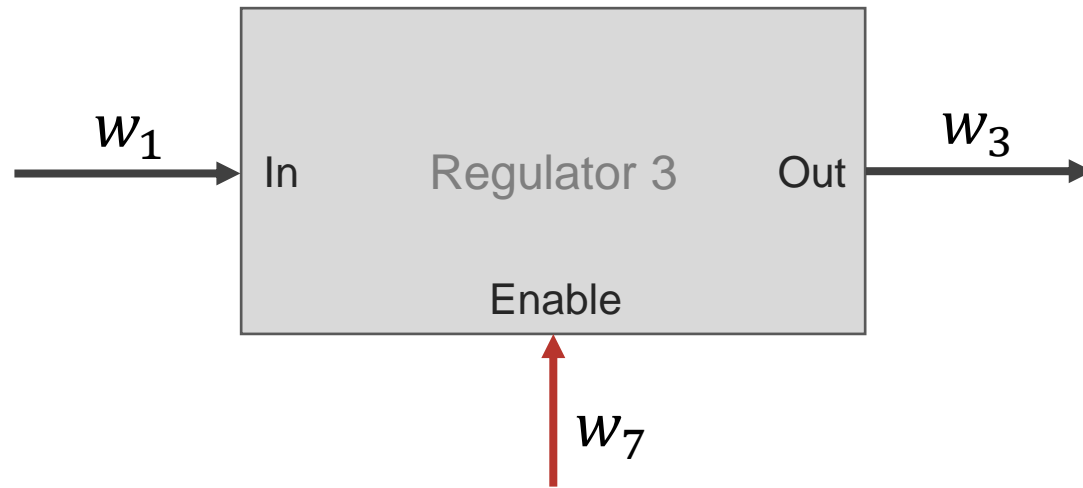 w₁
w₃
In
Regulator 3
Out
Enable
w₇